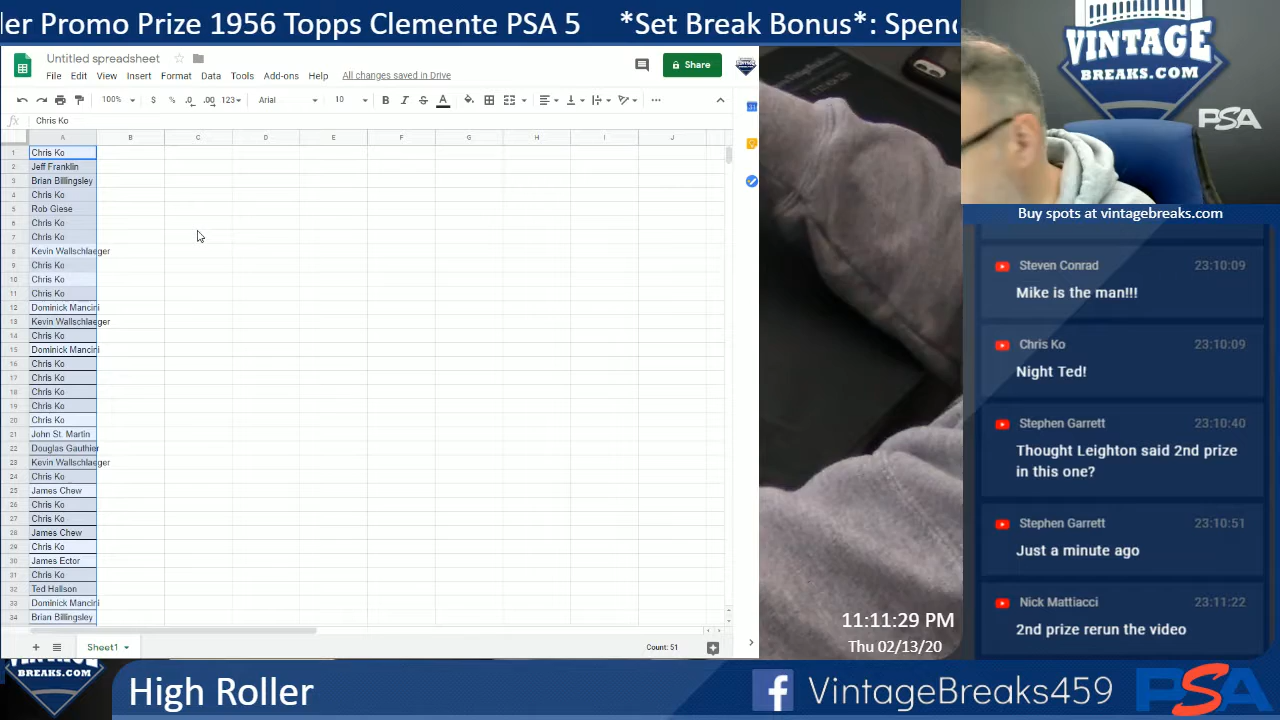 ler Promo Prize 1956 Topps Clemente PSA 5 *Set Break Bonus*: Spend
Untitled spreadsheet
File Edit View Insert Format Data Tools Add-ons Help All changes saved in Drive
Share
100% $ % .0 .00 123 Arial 10 B I S A
fx Chris Ko
A B C D E F G H I J
1 Chris Ko
2 Jeff Franklin
3 Brian Billingsley
4 Chris Ko
5 Rob Giese
6 Chris Ko
7 Chris Ko
8 Kevin Wallschlaeger
9 Chris Ko
10 Chris Ko
11 Chris Ko
12 Dominick Mancini
13 Kevin Wallschlaeger
14 Chris Ko
15 Dominick Mancini
16 Chris Ko
17 Chris Ko
18 Chris Ko
19 Chris Ko
20 Chris Ko
21 John St. Martin
22 Douglas Gauthier
23 Kevin Wallschlaeger
24 Chris Ko
25 James Chew
26 Chris Ko
27 Chris Ko
28 James Chew
29 Chris Ko
30 James Ector
31 Chris Ko
32 Ted Hallson
33 Dominick Mancini
34 Brian Billingsley
Sheet1
Count: 51
VINTAGE
BREAKS.COM
PSA
Buy spots at vintagebreaks.com
Steven Conrad 23:10:09
Mike is the man!!!
Chris Ko 23:10:09
Night Ted!
Stephen Garrett 23:10:40
Thought Leighton said 2nd prize
in this one?
Stephen Garrett 23:10:51
Just a minute ago
Nick Mattiacci 23:11:22
2nd prize rerun the video
11:11:29 PM
Thu 02/13/20
VINTAGE
BREAKS.COM
High Roller
f VintageBreaks459
PSA